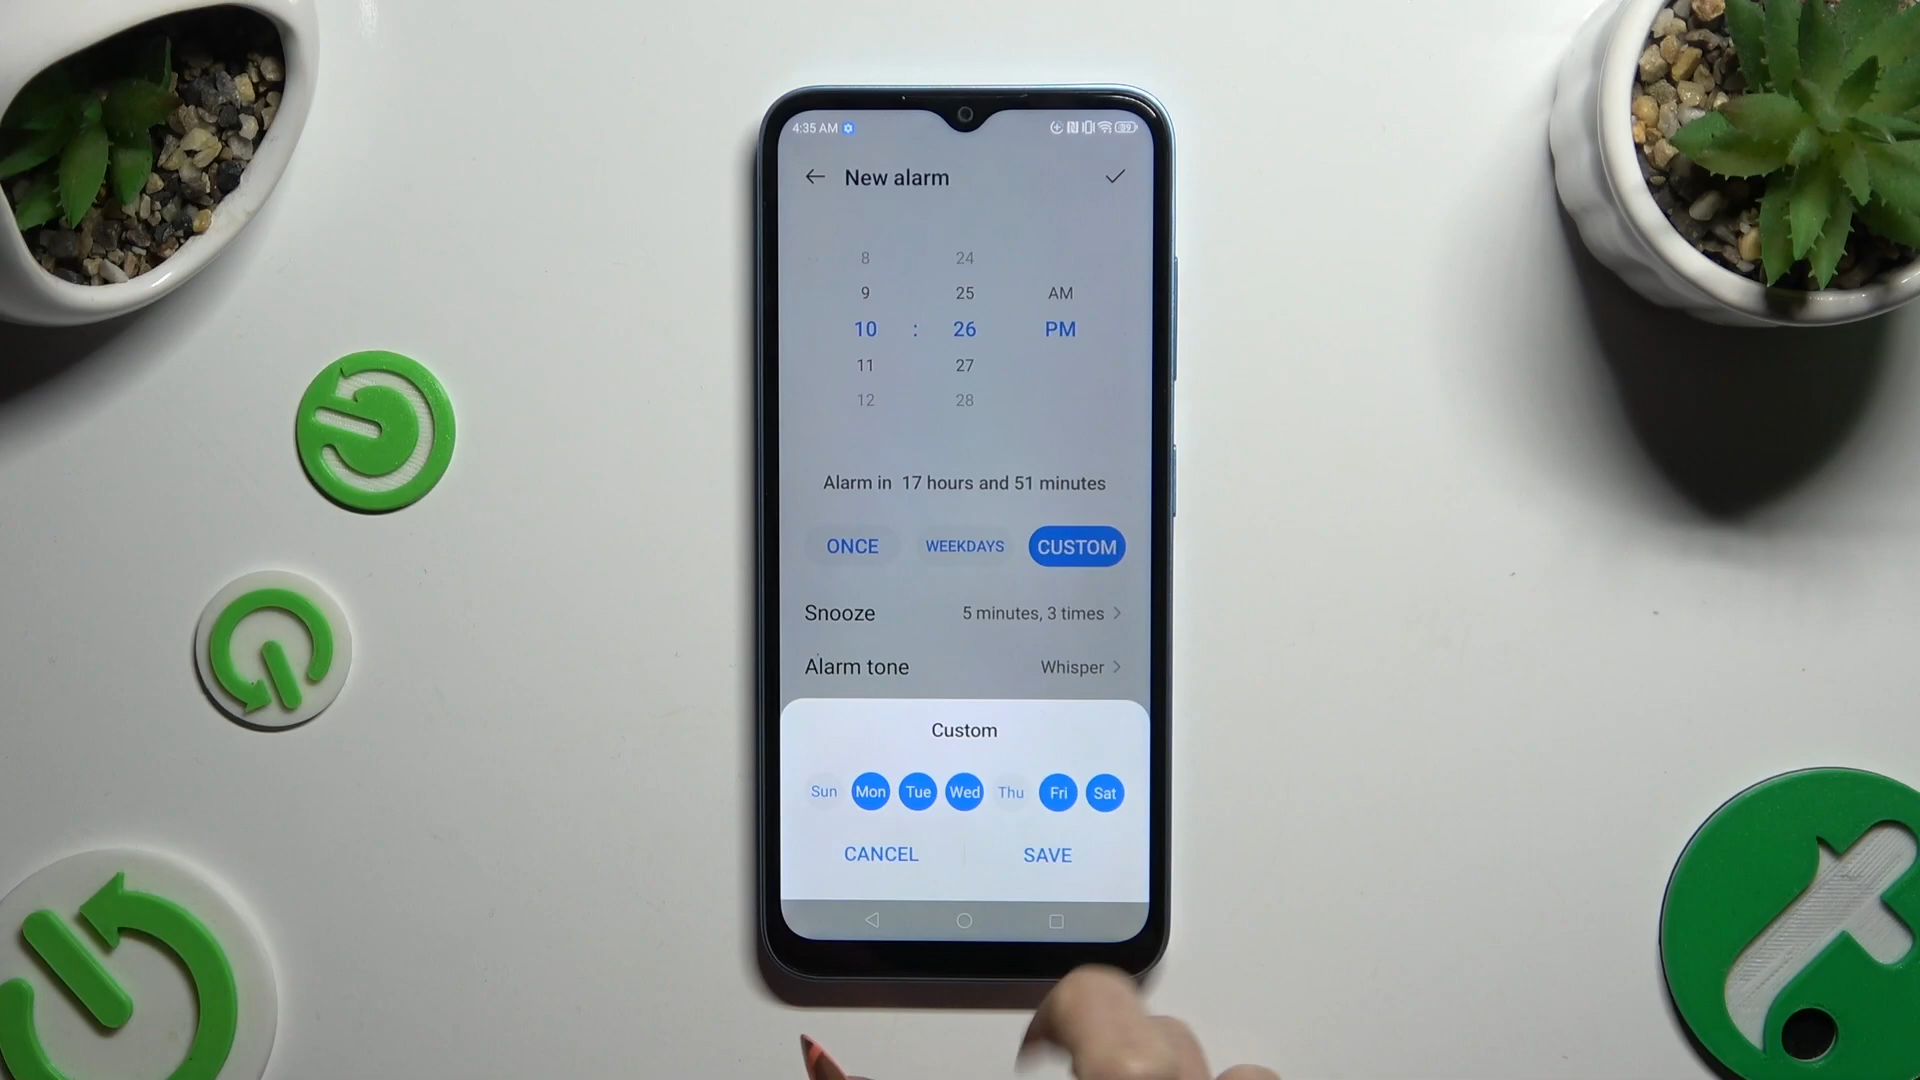 4:35 AM 89
New alarm
8 24
9 25 AM
10 : 26 PM
11 27
12 28
Alarm in 17 hours and 51 minutes
ONCE WEEKDAYS CUSTOM
Snooze 5 minutes, 3 times
Alarm tone Whisper
Custom
Sun Mon Tue Wed Thu Fri Sat
CANCEL SAVE